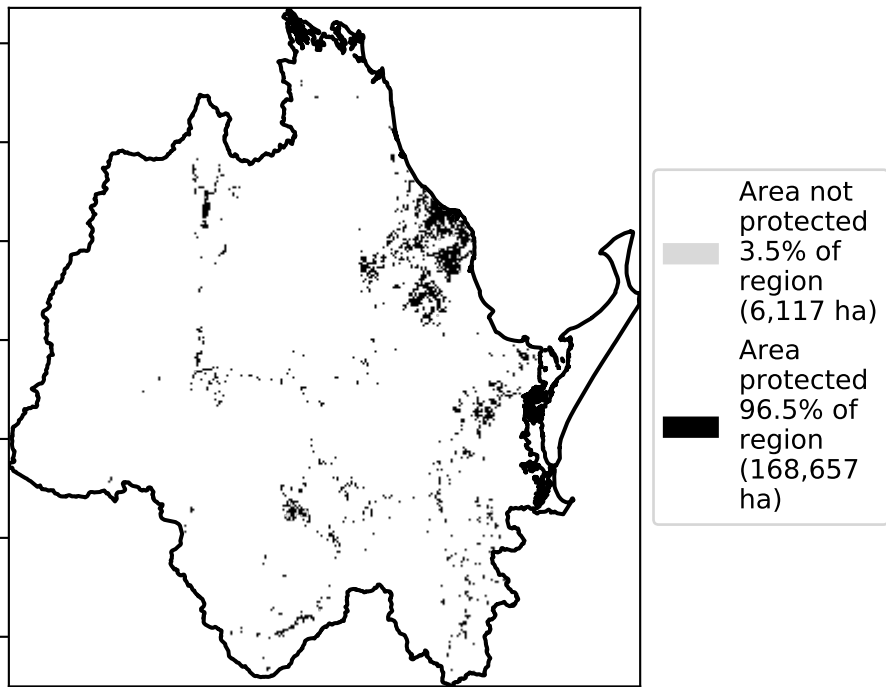 Area not
protected
3.5% of
region
(6,117 ha)
Area
protected
96.5% of
region
(168,657
ha)